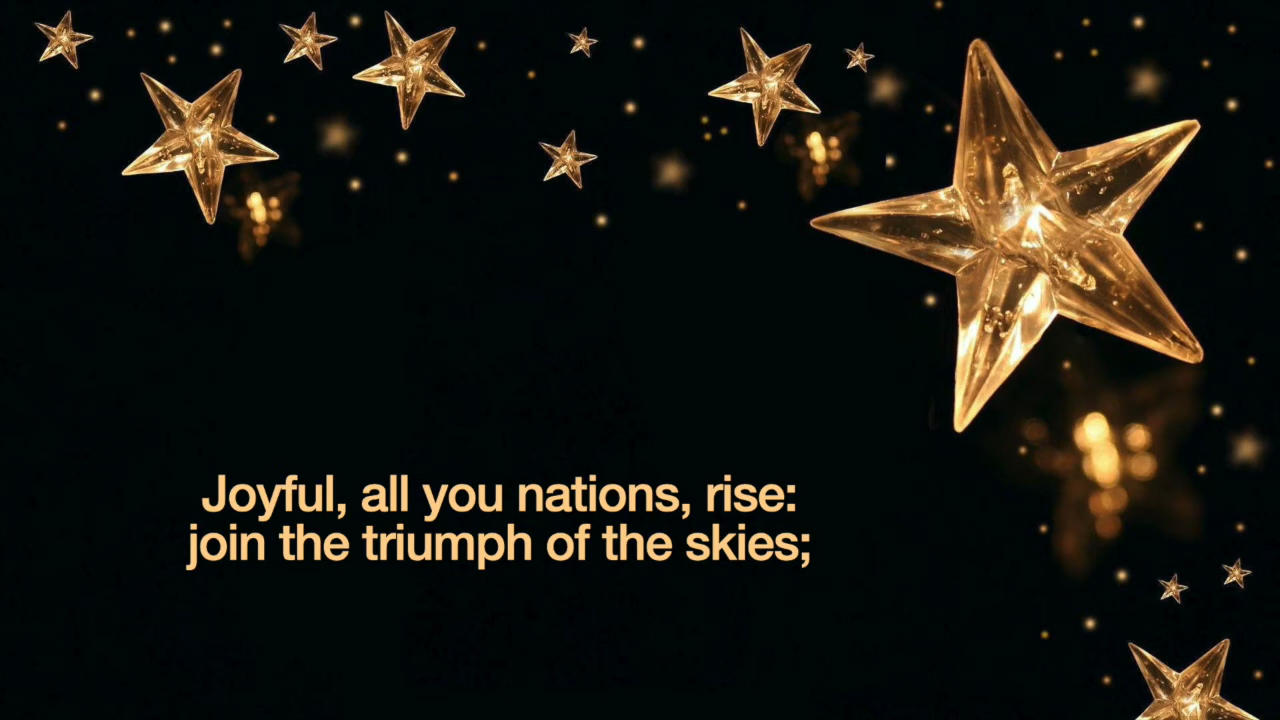 Joyful, all you nations, rise:
join the triumph of the skies;